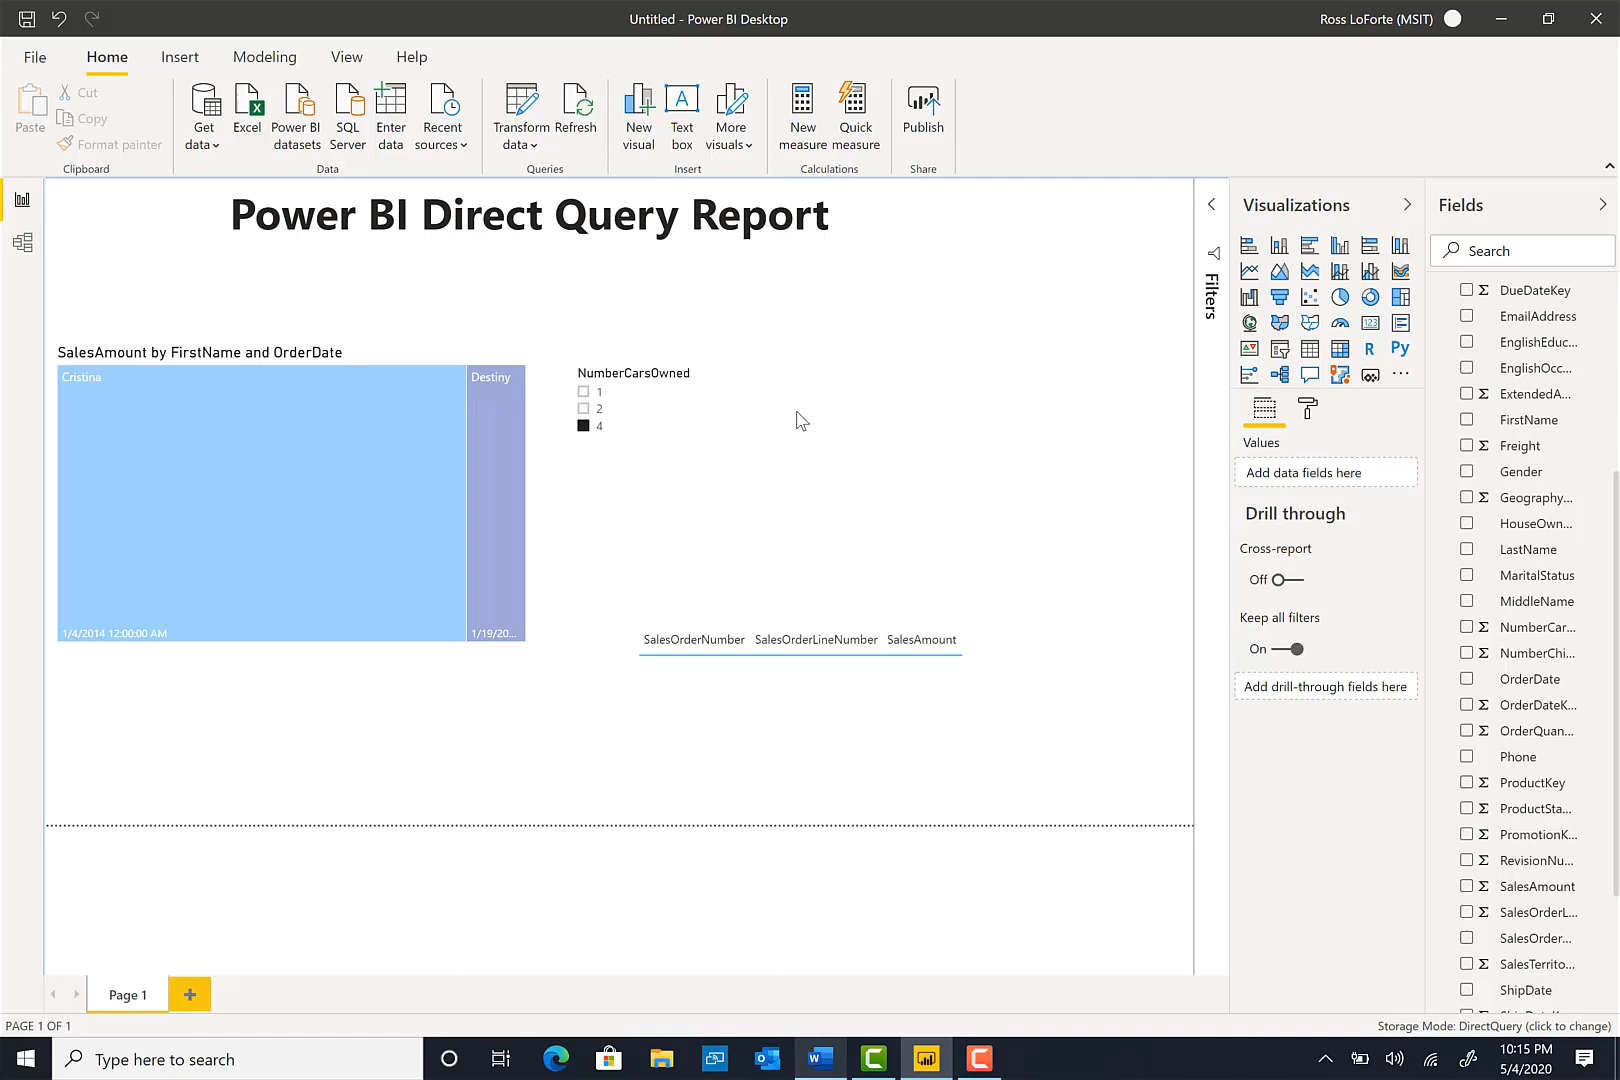 Untitled - Power BI Desktop
Ross LoForte (MSIT)
File
Home
Insert
Modeling
View
Help
Paste
Cut
Copy
Format painter
Clipboard
Get data
Excel
Power BI datasets
SQL Server
Enter data
Recent sources
Data
Transform data
Refresh
Queries
New visual
Text box
More visuals
Insert
New measure
Quick measure
Calculations
Publish
Share
Power BI Direct Query Report
SalesAmount by FirstName and OrderDate
Cristina
Destiny
1/4/2014 12:00:00 AM
1/19/20...
NumberCarsOwned
1
2
4
SalesOrderNumber SalesOrderLineNumber SalesAmount
Filters
Visualizations
123
R
Py
Values
Add data fields here
Drill through
Cross-report
Off
Keep all filters
On
Add drill-through fields here
Fields
Search
DueDateKey
EmailAddress
EnglishEduc...
EnglishOcc...
ExtendedA...
FirstName
Freight
Gender
Geography...
HouseOwn...
LastName
MaritalStatus
MiddleName
NumberCar...
NumberChi...
OrderDate
OrderDateK...
OrderQuan...
Phone
ProductKey
ProductSta...
PromotionK...
RevisionNu...
SalesAmount
SalesOrderL...
SalesOrder...
SalesTerrito...
ShipDate
Page 1
PAGE 1 OF 1
Storage Mode: DirectQuery (click to change)
Type here to search
10:15 PM
5/4/2020